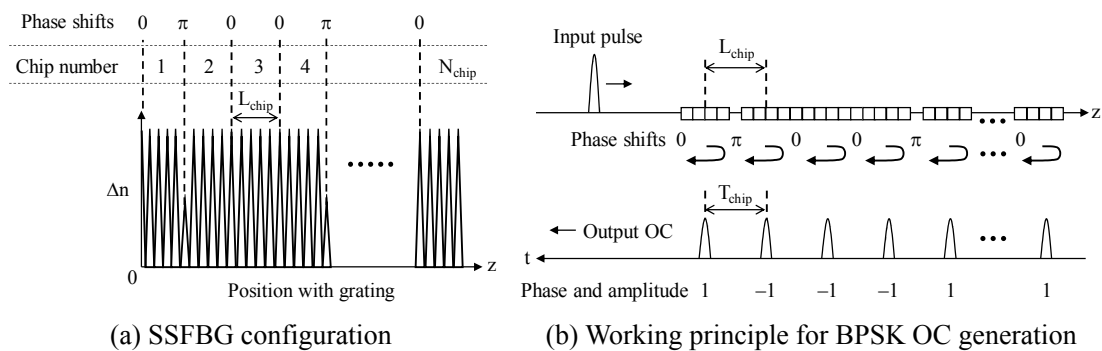 Phase shifts 0 π 0 0 π 0
Chip number 1 2 3 4 N_chip
L_chip
Δn
0
z
Position with grating
(a) SSFBG configuration
Input pulse
L_chip
z
Phase shifts 0 π 0 0 π 0
T_chip
Output OC
t
Phase and amplitude 1 –1 –1 –1 1 1
(b) Working principle for BPSK OC generation